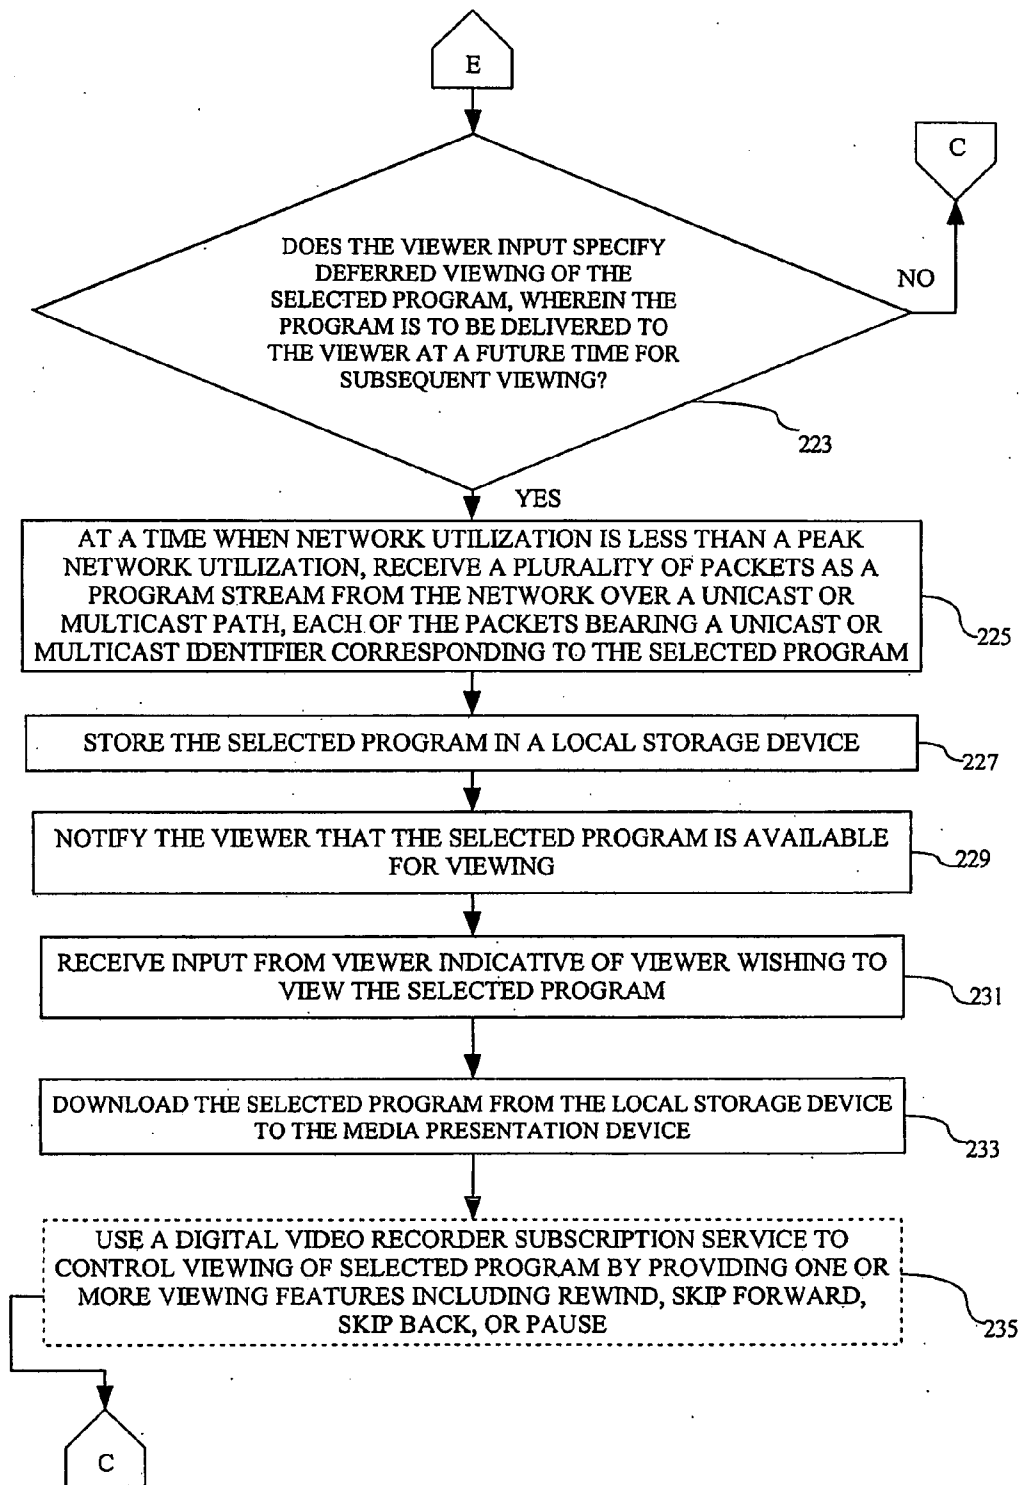 E
C
DOES THE VIEWER INPUT SPECIFY
DEFERRED VIEWING OF THE
SELECTED PROGRAM, WHEREIN THE
PROGRAM IS TO BE DELIVERED TO
THE VIEWER AT A FUTURE TIME FOR
SUBSEQUENT VIEWING?
NO
223
YES
AT A TIME WHEN NETWORK UTILIZATION IS LESS THAN A PEAK
NETWORK UTILIZATION, RECEIVE A PLURALITY OF PACKETS AS A
PROGRAM STREAM FROM THE NETWORK OVER A UNICAST OR
MULTICAST PATH, EACH OF THE PACKETS BEARING A UNICAST OR
MULTICAST IDENTIFIER CORRESPONDING TO THE SELECTED PROGRAM
225
STORE THE SELECTED PROGRAM IN A LOCAL STORAGE DEVICE
227
NOTIFY THE VIEWER THAT THE SELECTED PROGRAM IS AVAILABLE
FOR VIEWING
229
RECEIVE INPUT FROM VIEWER INDICATIVE OF VIEWER WISHING TO
VIEW THE SELECTED PROGRAM
231
DOWNLOAD THE SELECTED PROGRAM FROM THE LOCAL STORAGE DEVICE
TO THE MEDIA PRESENTATION DEVICE
233
USE A DIGITAL VIDEO RECORDER SUBSCRIPTION SERVICE TO
CONTROL VIEWING OF SELECTED PROGRAM BY PROVIDING ONE OR
MORE VIEWING FEATURES INCLUDING REWIND, SKIP FORWARD,
SKIP BACK, OR PAUSE
235
C